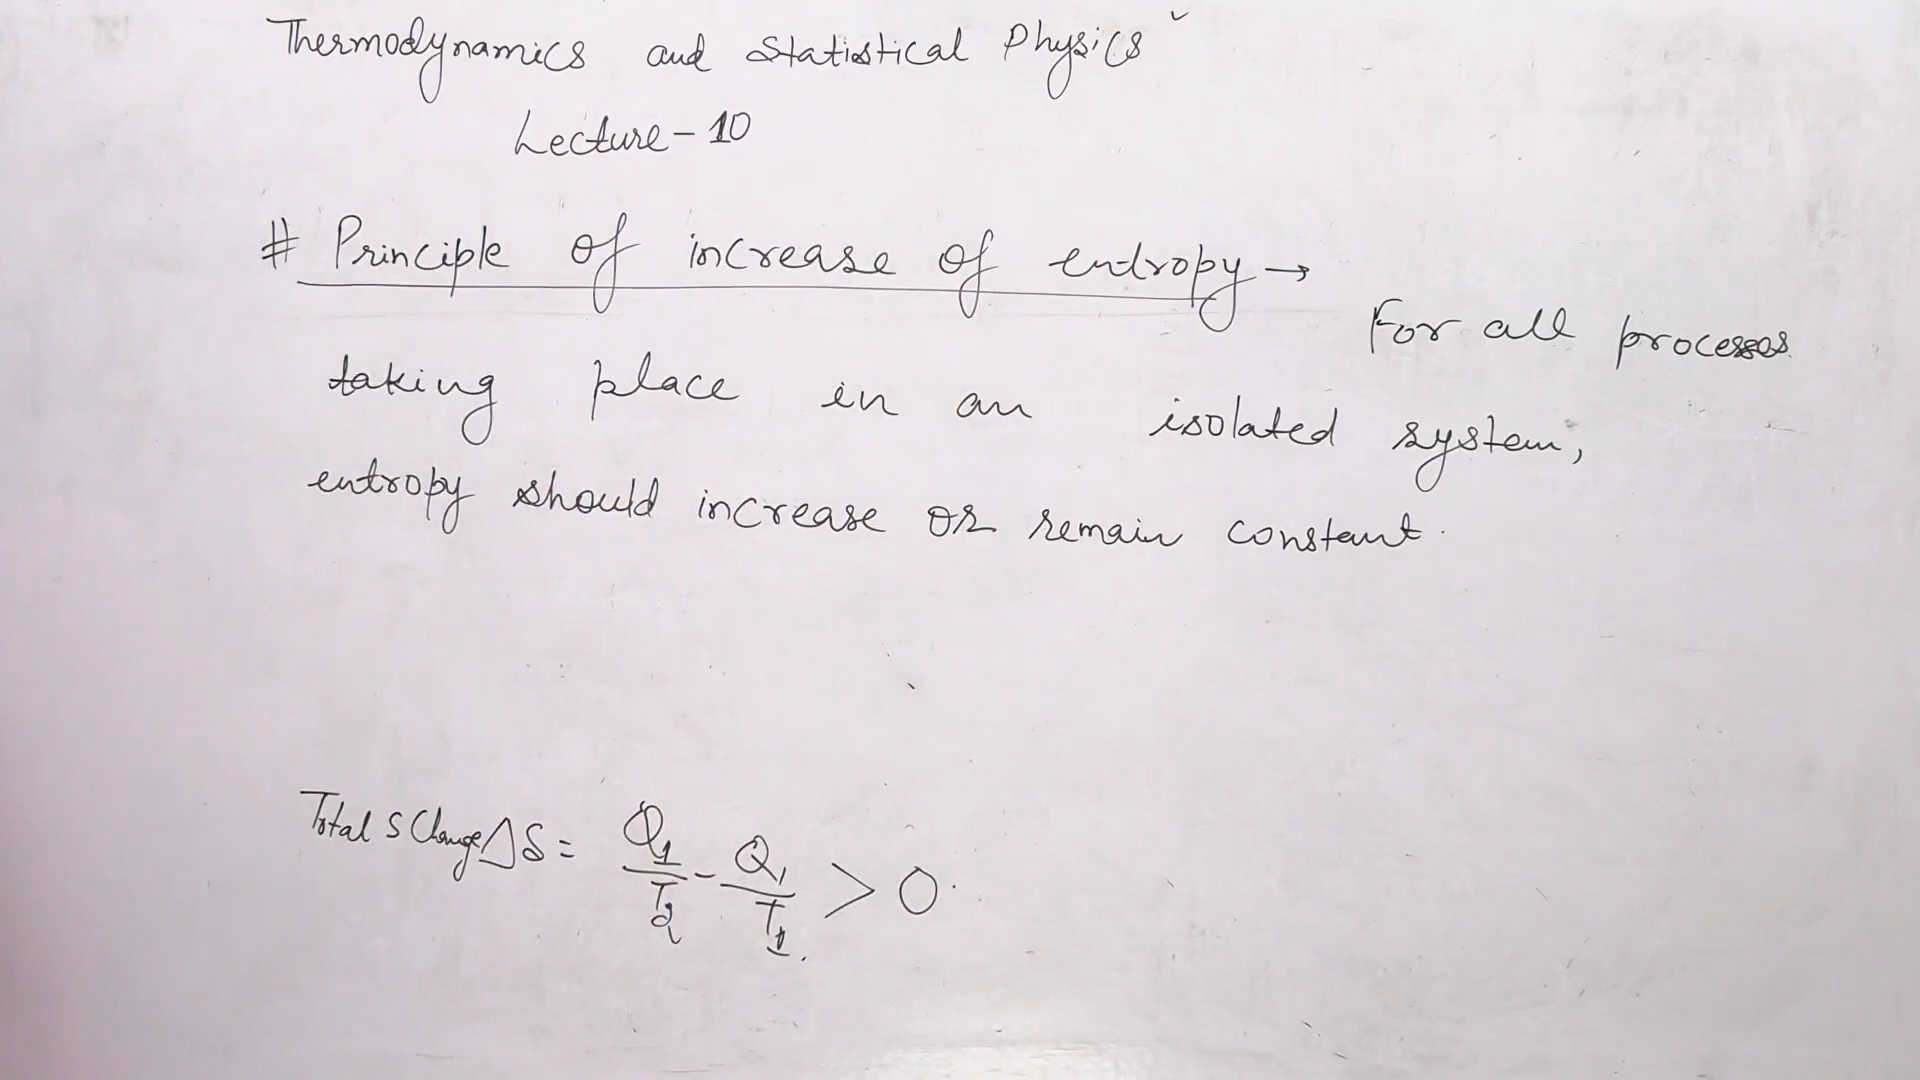 Thermodynamics and Statistical Physics
Lecture - 10
# Principle of increase of entropy →
For all processes
taking place in an isolated system,
entropy should increase or remain constant.
Total S Change ΔS = Q₁/T₂ - Q₁/T₁ > 0.